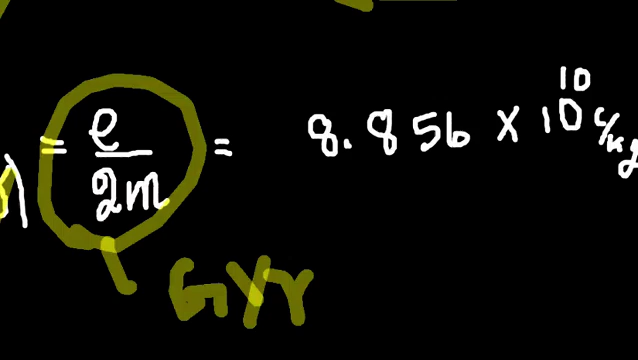 = e/2m = 8.856 × 10^10 C/kg
Gyr